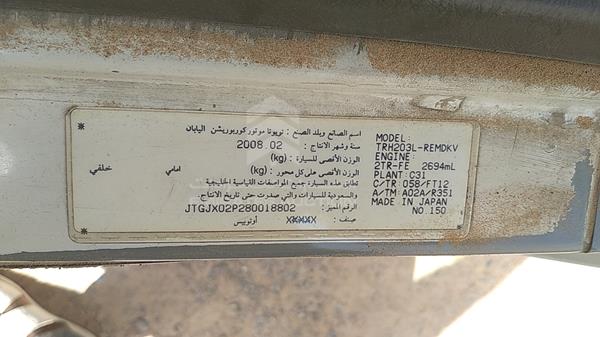 اسم الصانع وبلد الصنع : تويوتا موتور كوربوريشن اليابان
سنة وشهر الانتاج : 2008.02
الوزن الأقصى للسيارة : (kg)
الوزن الأقصى على كل محور : (kg) امامي خلفي
تطابق هذه السيارة جميع المواصفات القياسية الخليجية
والسعودية للسيارات والتي صدرت حتى تاريخ الانتاج
الرقم المميز : JTGJX02P280018802
صنف : XXXXX أوتوبيس
MODEL:
TRH203L-REMDKV
ENGINE:
2TR-FE 2694mL
PLANT: C31
C/TR: 058/FT12
A/TM: A02A/R351
MADE IN JAPAN
NO.150